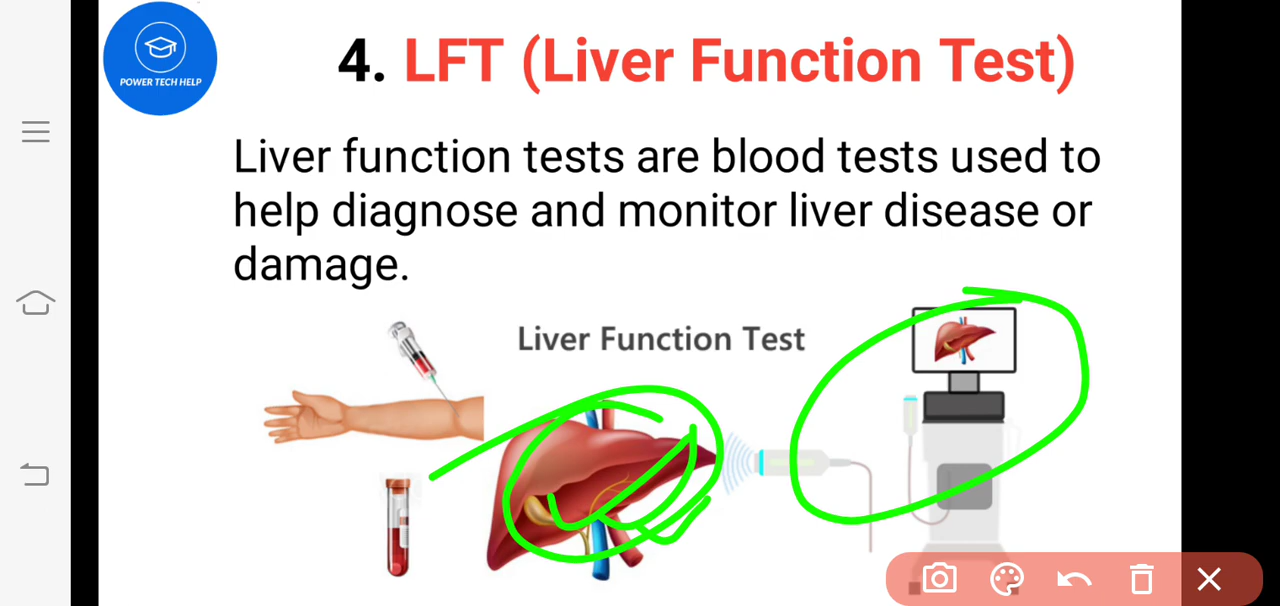 POWER TECH HELP
4. LFT (Liver Function Test)
Liver function tests are blood tests used to
help diagnose and monitor liver disease or
damage.
Liver Function Test